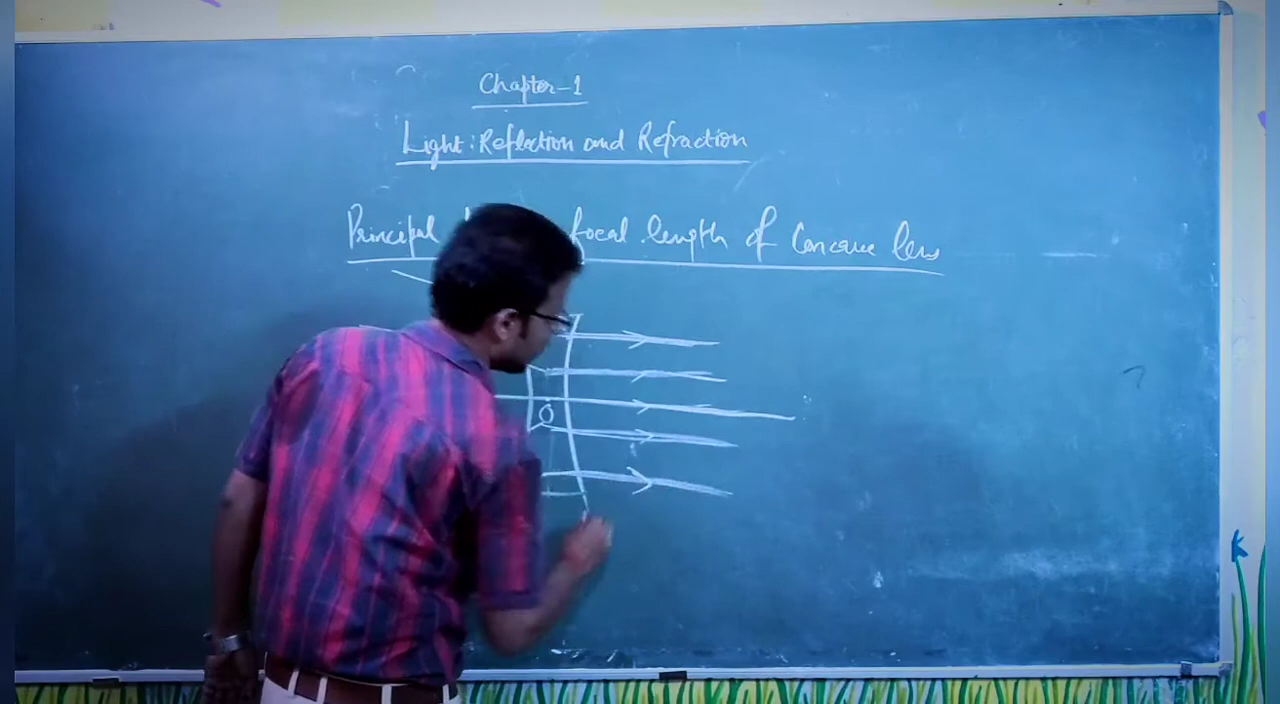 Chapter-1
Light: Reflection and Refraction
Principal focal length of Concave lens
O